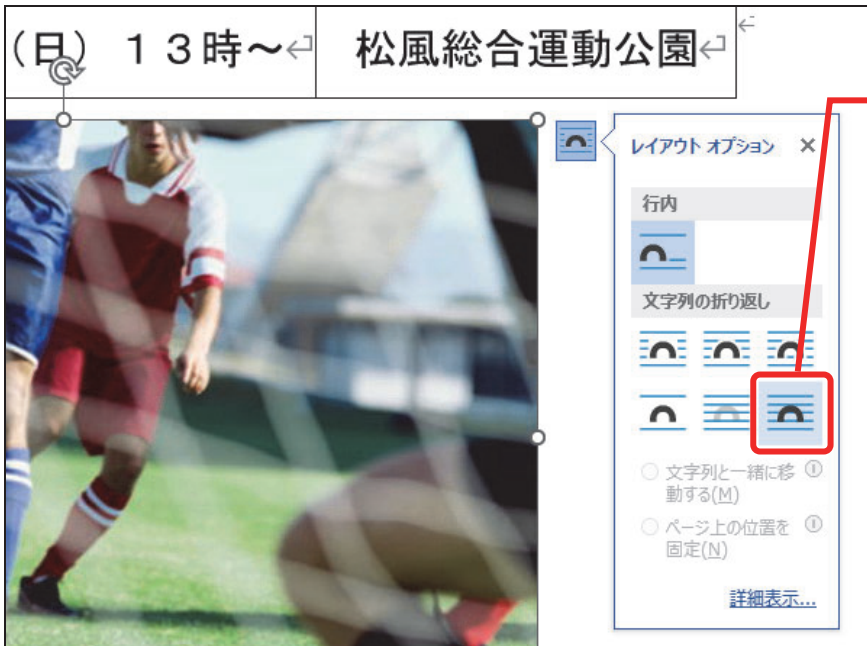 （日）１３時～ 松風総合運動公園
レイアウト オプション ×
行内
文字列の折り返し
文字列と一緒に移
動する(M)
ページ上の位置を
固定(N)
詳細表示...